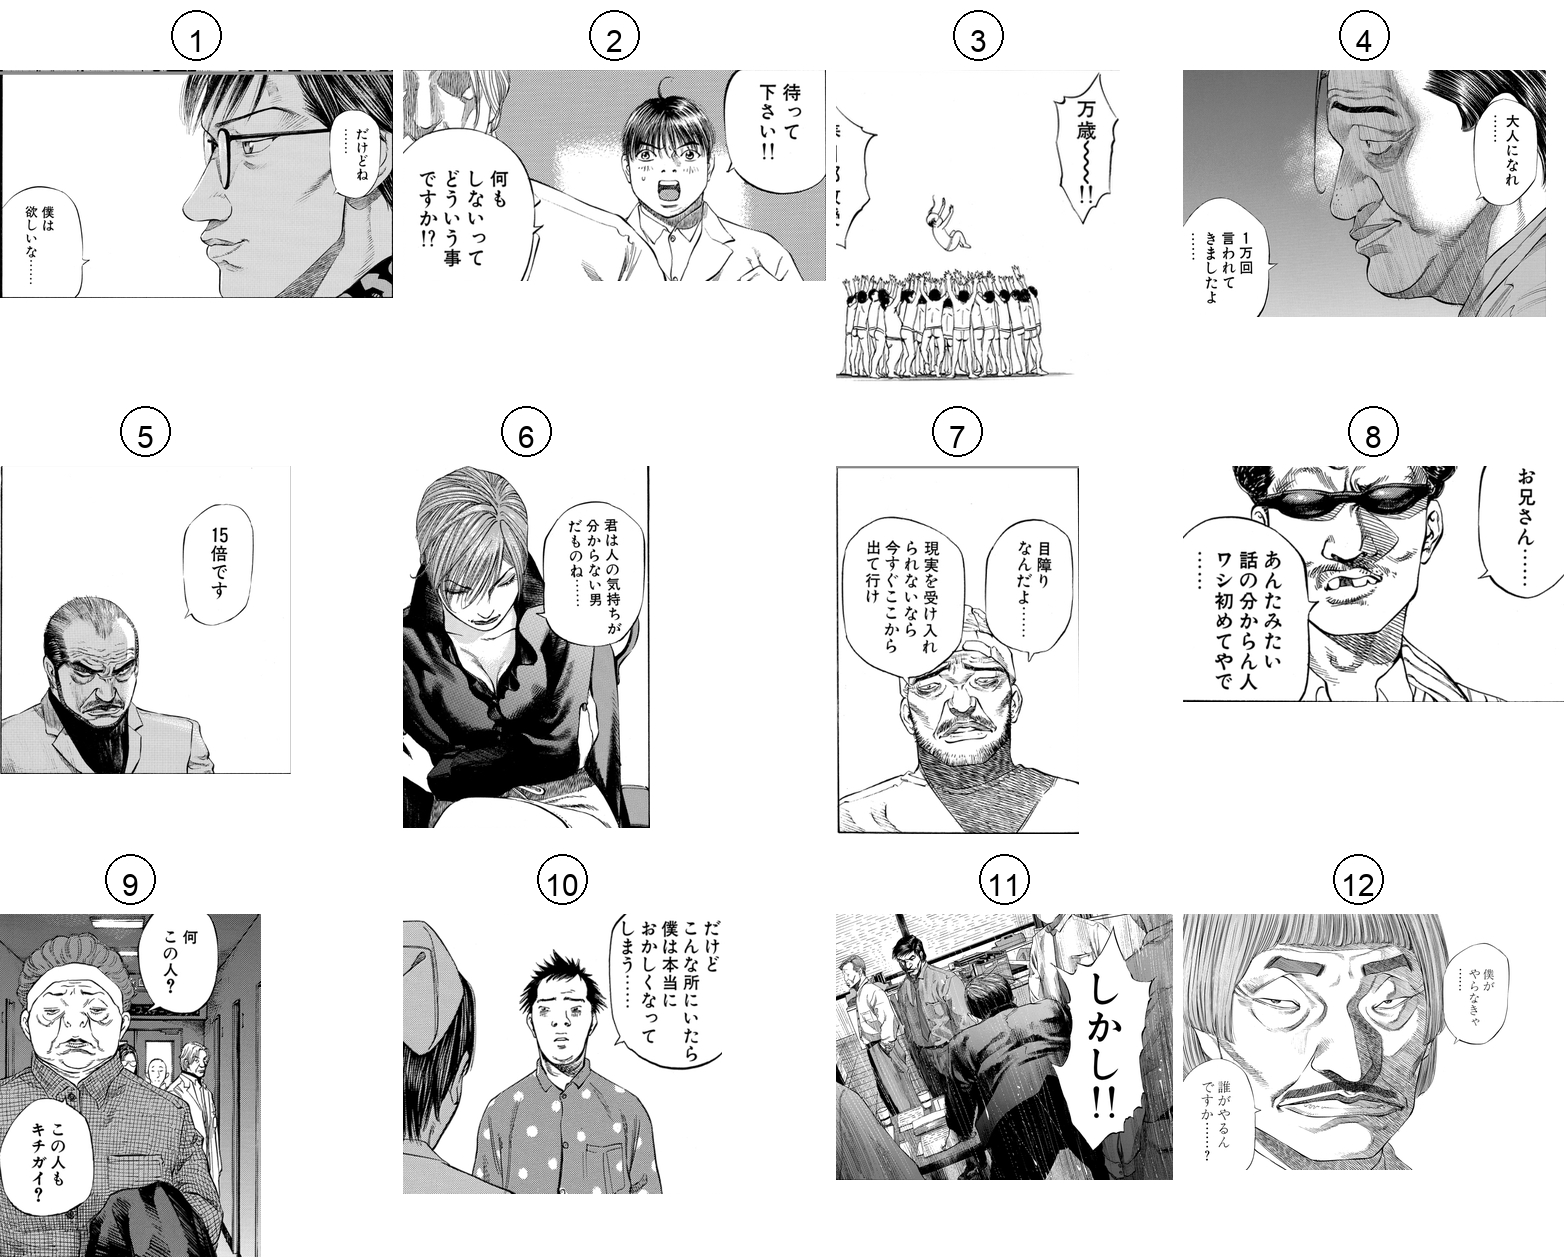 1
だけどね
……
僕は
欲しいな……
2
待って
下さい!!
何も
しないって
どういう事
ですか!?
3
万歳〜〜〜!!
4
大人になれ
……
1万回
言われて
きましたよ
……
5
15
倍です
6
君は人の気持ちが
分からない男
だものね……
7
目障り
なんだよ……
現実を受け入れ
られないなら
今すぐここから
出て行け
8
お兄さん……
あんたみたい
話の分からん人
ワシ初めてやで
……
9
何
この人?
この人も
キチガイ?
10
だけど
こんな所にいたら
僕は本当に
おかしくなって
しまう……
11
しかし!!
12
僕が
やらなきゃ
……
誰がやるん
ですか……?